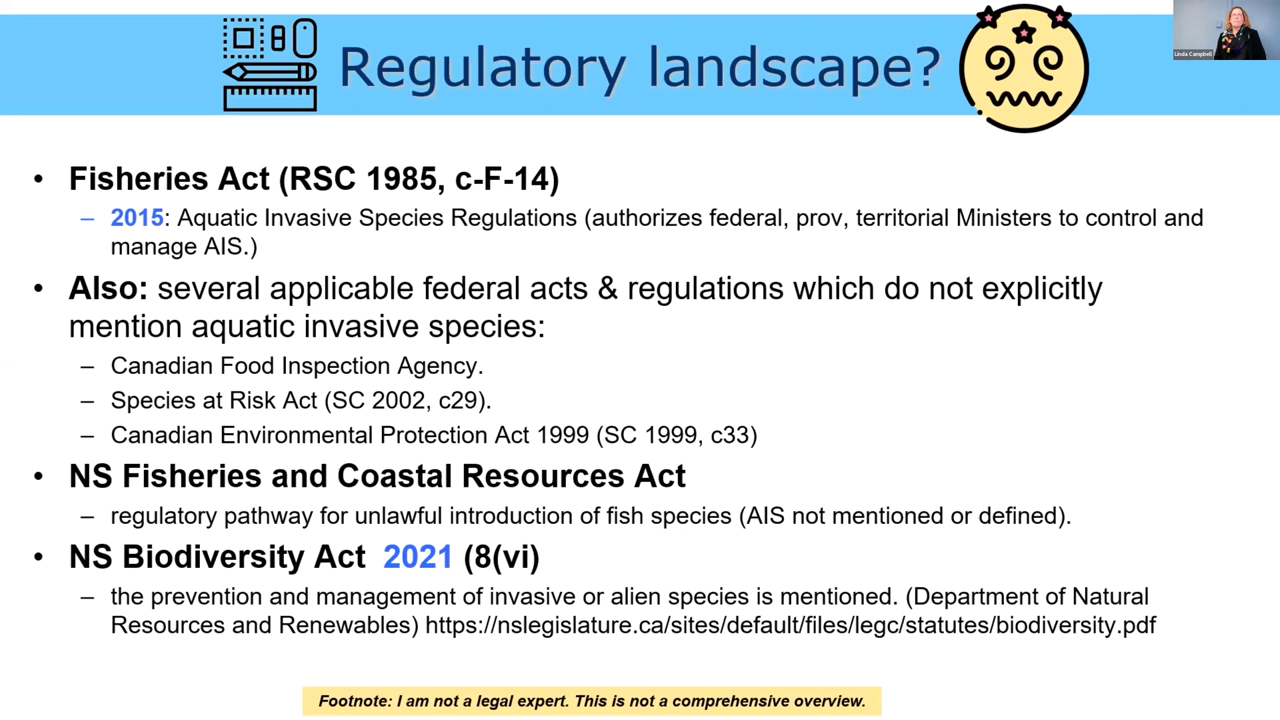 Regulatory landscape?
Linda Campbell
• Fisheries Act (RSC 1985, c-F-14)
– 2015: Aquatic Invasive Species Regulations (authorizes federal, prov, territorial Ministers to control and
manage AIS.)
• Also: several applicable federal acts & regulations which do not explicitly
mention aquatic invasive species:
– Canadian Food Inspection Agency.
– Species at Risk Act (SC 2002, c29).
– Canadian Environmental Protection Act 1999 (SC 1999, c33)
• NS Fisheries and Coastal Resources Act
– regulatory pathway for unlawful introduction of fish species (AIS not mentioned or defined).
• NS Biodiversity Act 2021 (8(vi)
– the prevention and management of invasive or alien species is mentioned. (Department of Natural
Resources and Renewables) https://nslegislature.ca/sites/default/files/legc/statutes/biodiversity.pdf
Footnote: I am not a legal expert. This is not a comprehensive overview.